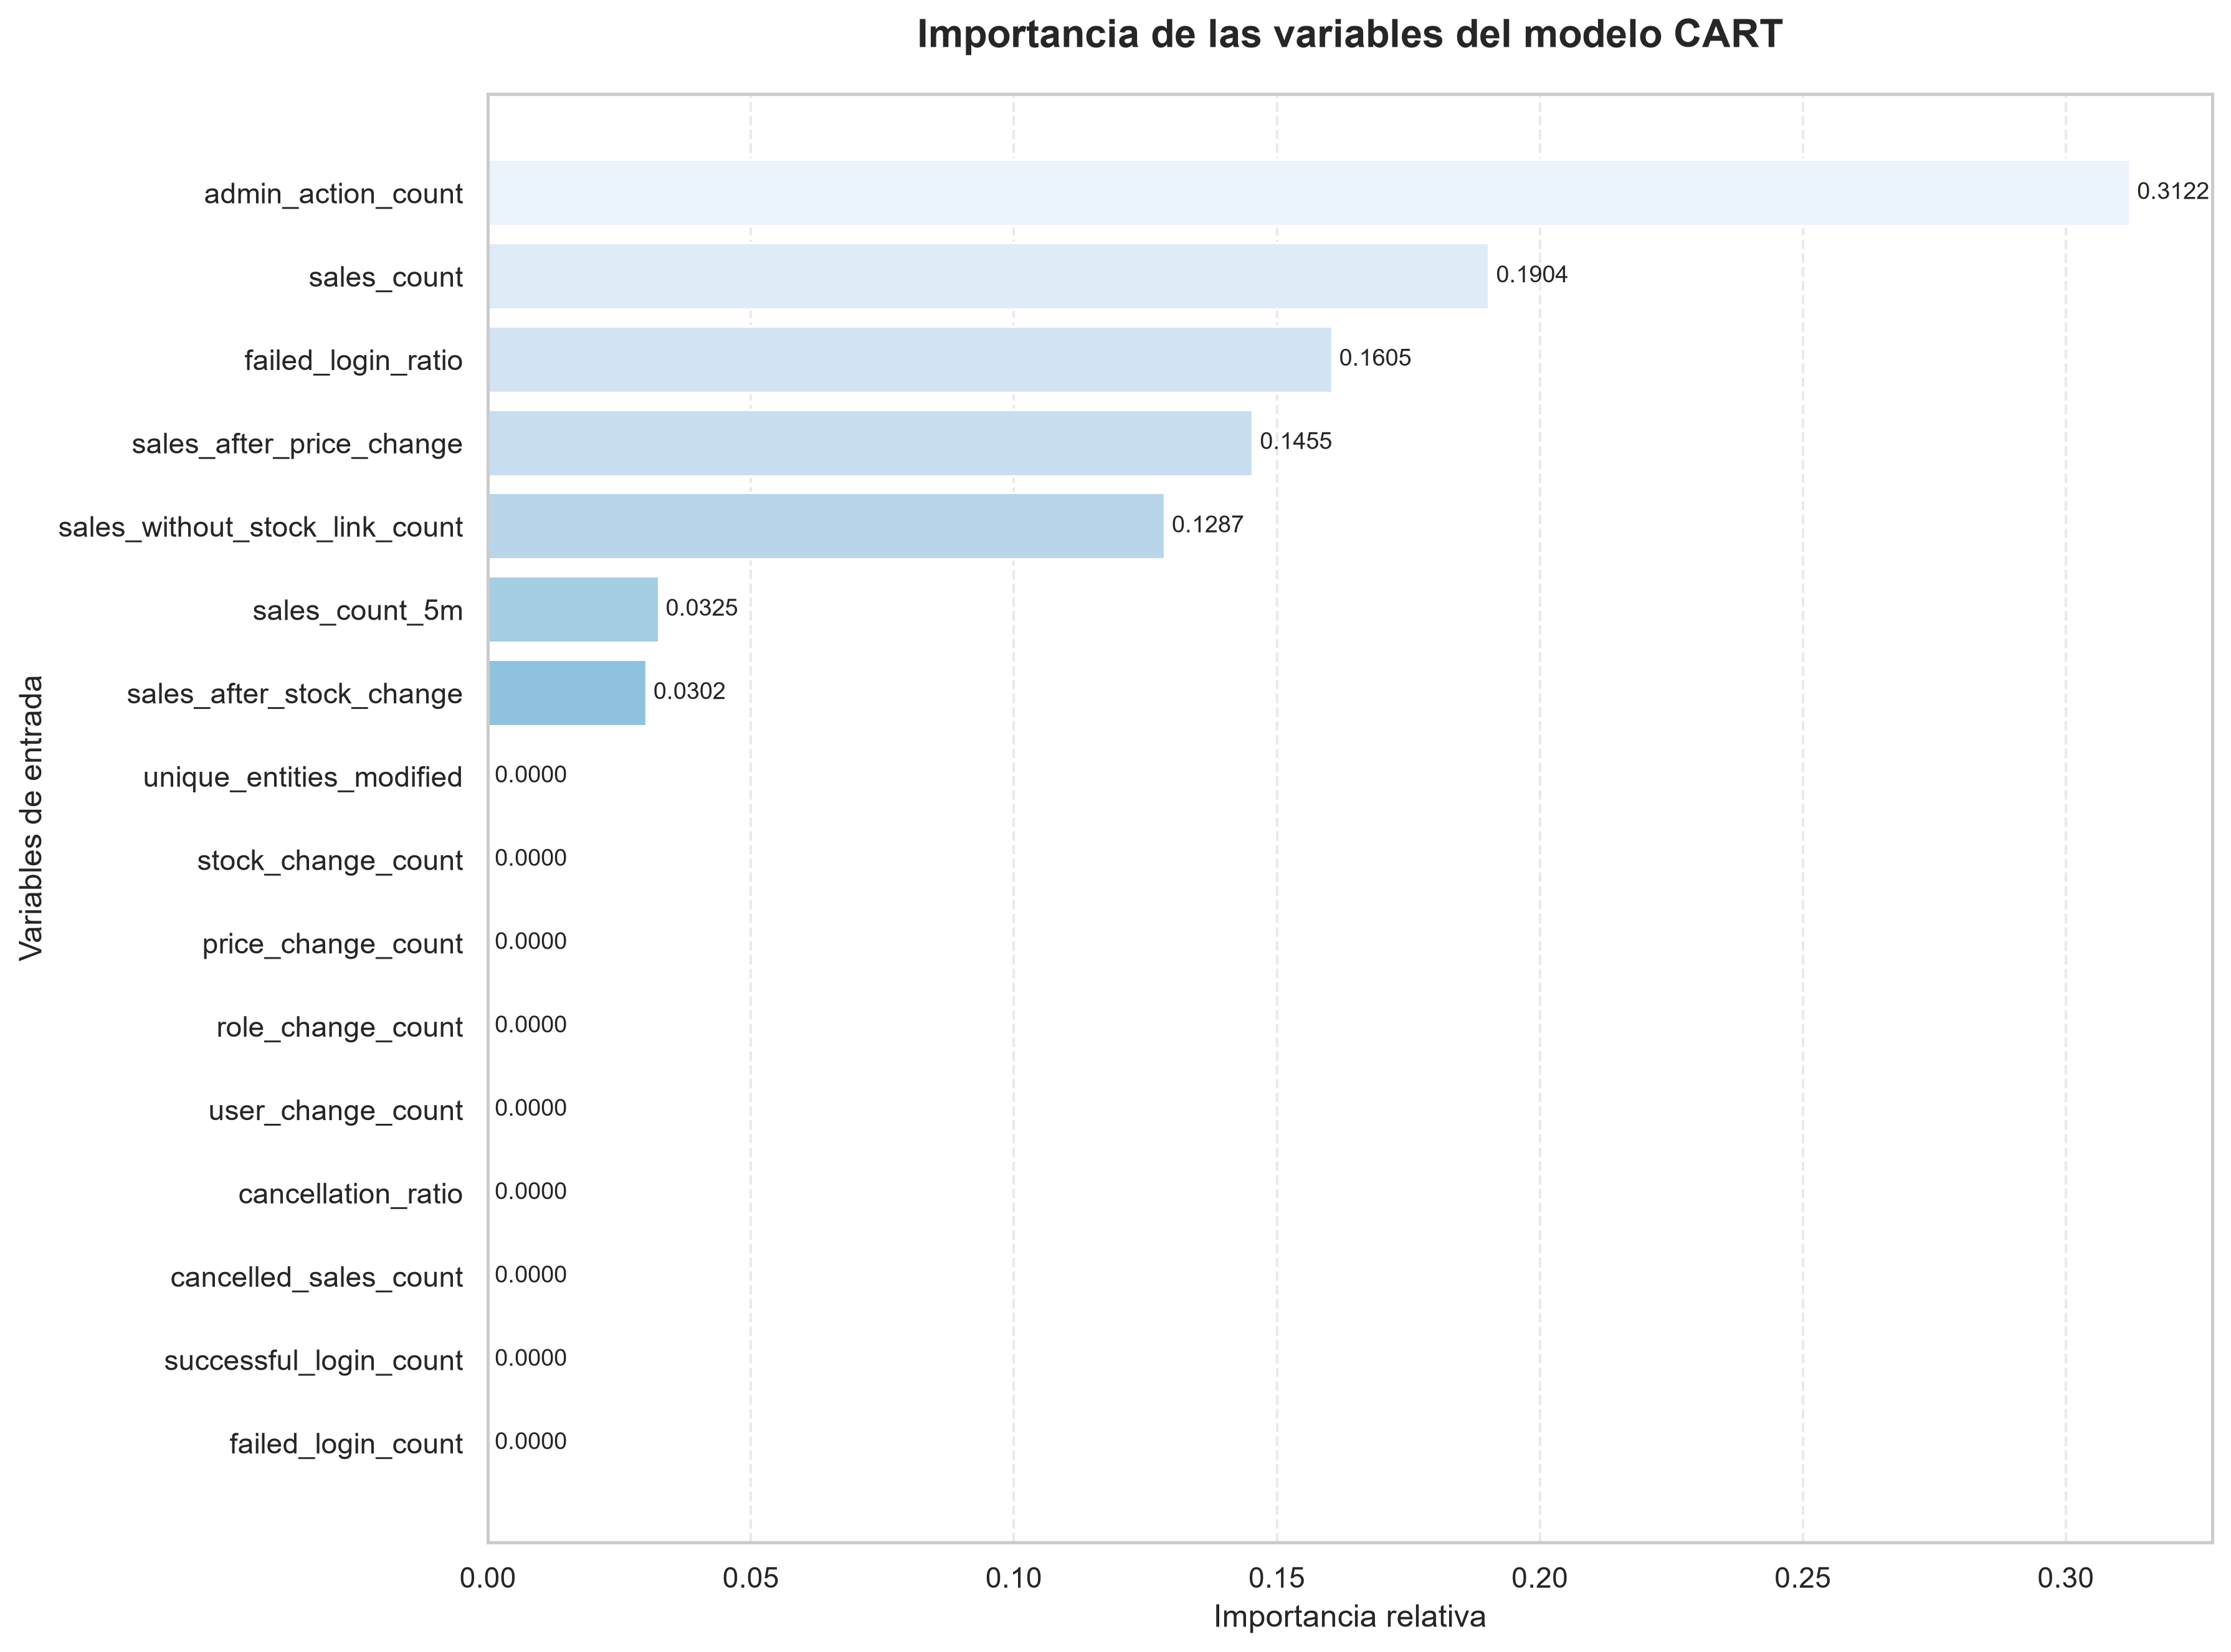 Importancia de las variables del modelo CART
admin_action_count 0.3122
sales_count 0.1904
failed_login_ratio 0.1605
sales_after_price_change 0.1455
sales_without_stock_link_count 0.1287
sales_count_5m 0.0325
sales_after_stock_change 0.0302
unique_entities_modified 0.0000
stock_change_count 0.0000
price_change_count 0.0000
role_change_count 0.0000
user_change_count 0.0000
cancellation_ratio 0.0000
cancelled_sales_count 0.0000
successful_login_count 0.0000
failed_login_count 0.0000
Variables de entrada
0.00 0.05 0.10 0.15 0.20 0.25 0.30
Importancia relativa